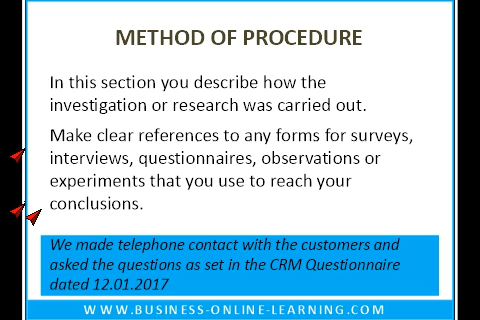 METHOD OF PROCEDURE
In this section you describe how the
investigation or research was carried out.
Make clear references to any forms for surveys,
interviews, questionnaires, observations or
experiments that you use to reach your
conclusions.
We made telephone contact with the customers and
asked the questions as set in the CRM Questionnaire
dated 12.01.2017
WWW.BUSINESS-ONLINE-LEARNING.COM